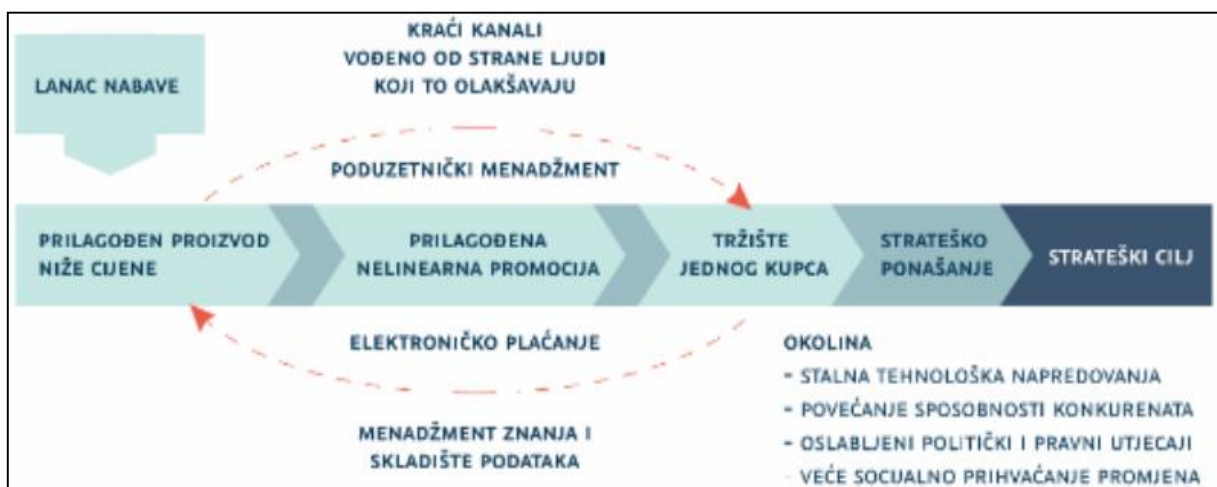 KRAĆI KANALI
VOĐENO OD STRANE LJUDI
KOJI TO OLAKŠAVAJU
LANAC NABAVE
PODUZETNIČKI MENADŽMENT
PRILAGOĐEN PROIZVOD
NIŽE CIJENE
PRILAGOĐENA
NELINEARNA PROMOCIJA
TRŽIŠTE
JEDNOG KUPCA
STRATEŠKO
PONAŠANJE
STRATEŠKI CILJ
ELEKTRONIČKO PLAĆANJE
MENADŽMENT ZNANJA I
SKLADIŠTE PODATAKA
OKOLINA
- STALNA TEHNOLOŠKA NAPREDOVANJA
- POVEĆANJE SPOSOBNOSTI KONKURENATA
- OSLABLJENI POLITIČKI I PRAVNI UTJECAJI
- VEĆE SOCIJALNO PRIHVAĆANJE PROMJENA